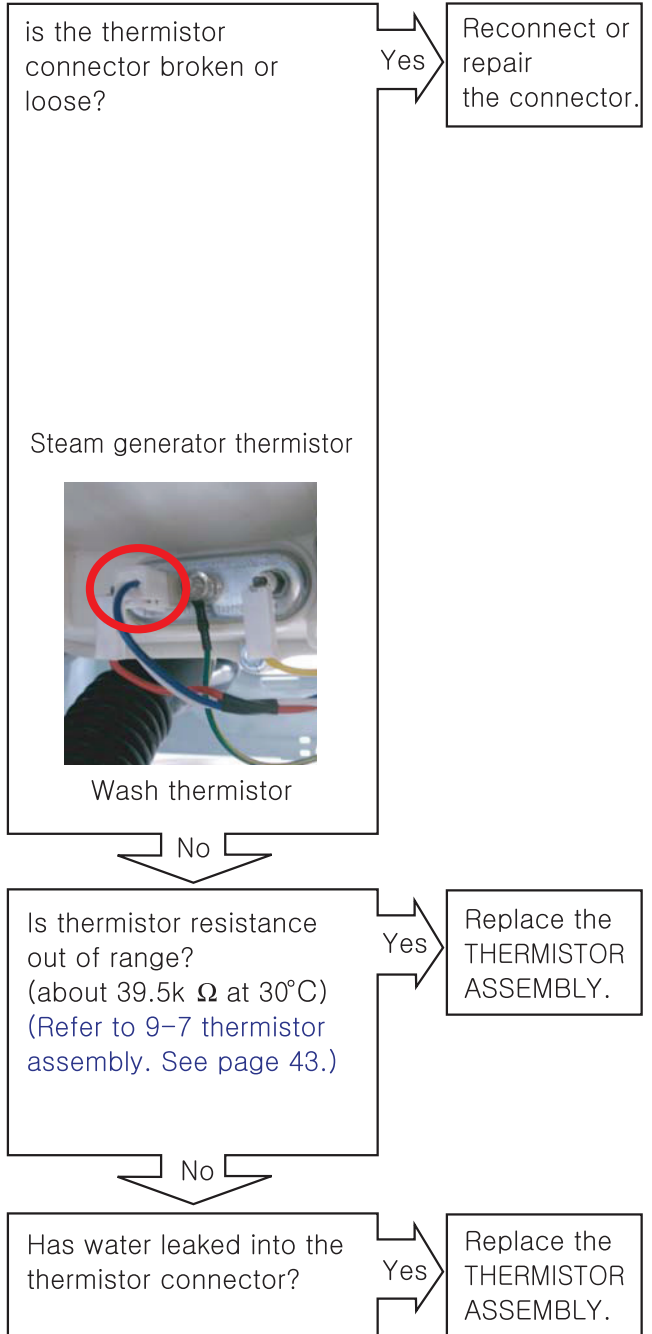 is the thermistor
connector broken or
loose?
Yes
Reconnect or
repair
the connector.
Steam generator thermistor
Wash thermistor
No
Is thermistor resistance
out of range?
(about 39.5k Ω at 30°C)
(Refer to 9-7 thermistor
assembly. See page 43.)
Yes
Replace the
THERMISTOR
ASSEMBLY.
No
Has water leaked into the
thermistor connector?
Yes
Replace the
THERMISTOR
ASSEMBLY.